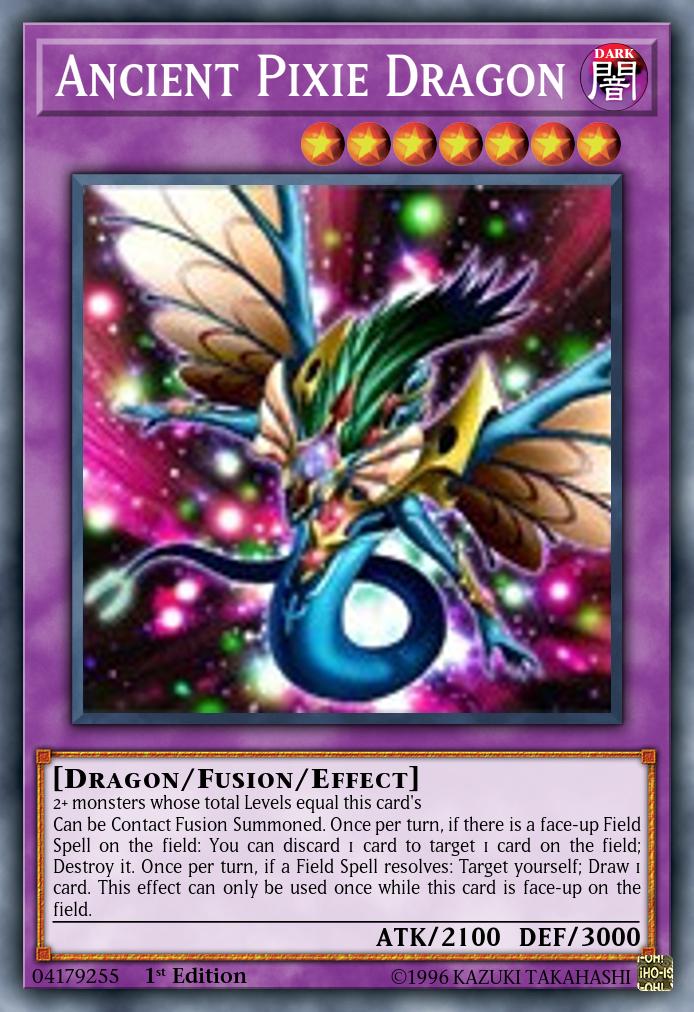 ANCIENT PIXIE DRAGON
DARK
闇
[DRAGON/FUSION/EFFECT]
2+ monsters whose total Levels equal this card's
Can be Contact Fusion Summoned. Once per turn, if there is a face-up Field
Spell on the field: You can discard 1 card to target 1 card on the field;
Destroy it. Once per turn, if a Field Spell resolves: Target yourself; Draw 1
card. This effect can only be used once while this card is face-up on the
field.
ATK/2100 DEF/3000
04179255 1st Edition ©1996 KAZUKI TAKAHASHI